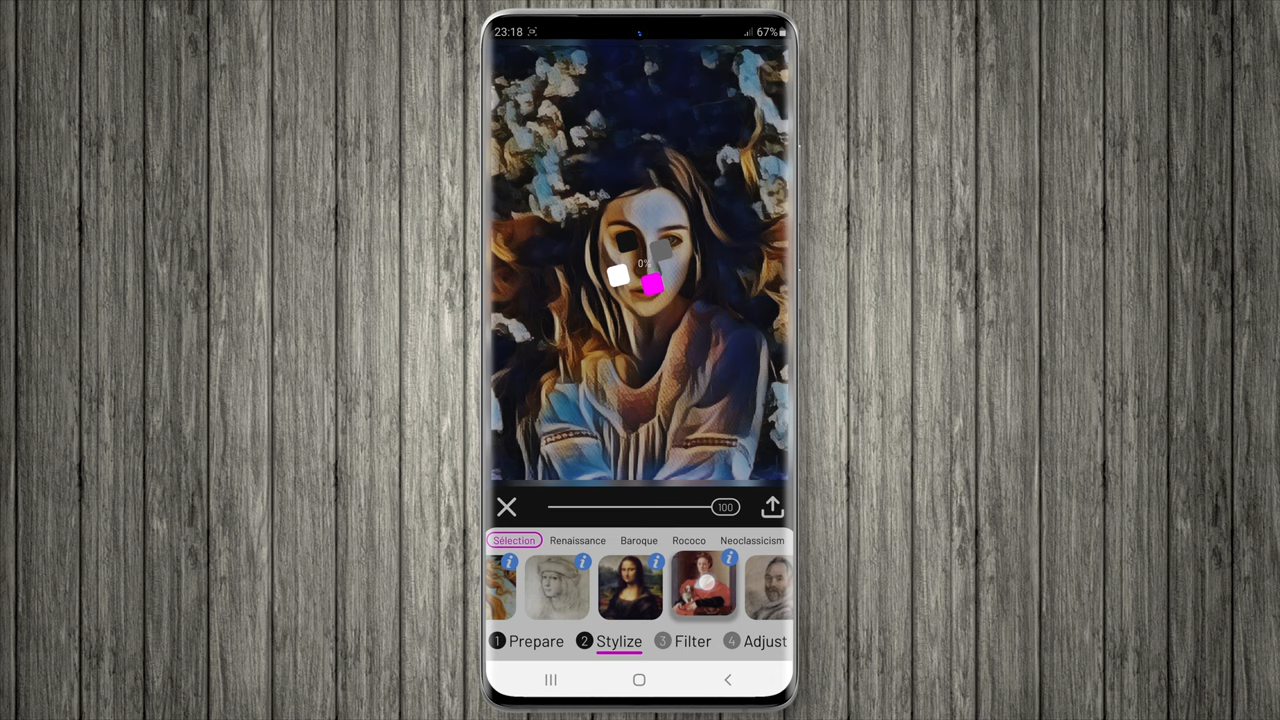 23:18 67%
0%
100
Sélection Renaissance Baroque Rococo Neoclassicism
i i i i
1 Prepare 2 Stylize 3 Filter 4 Adjust